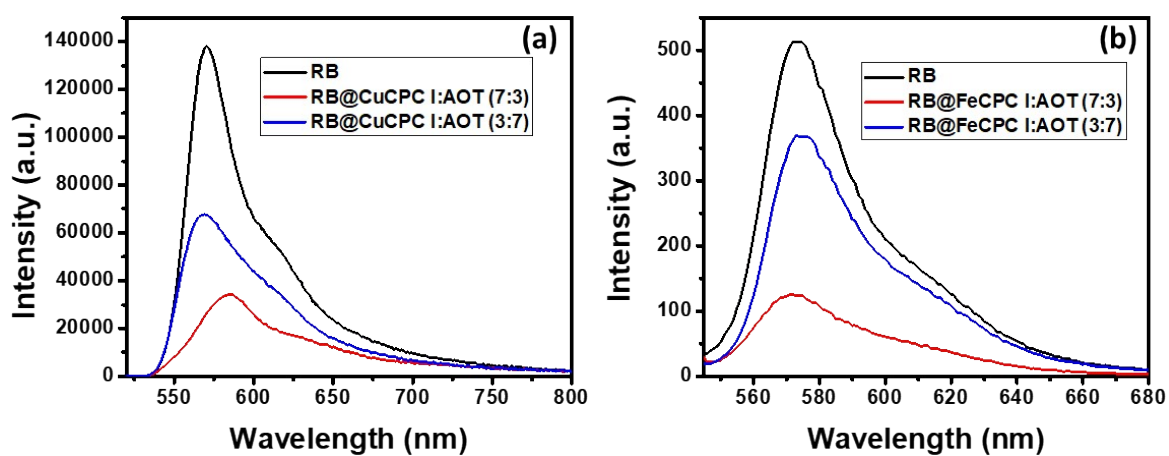 (a)
RB
RB@CuCPC I:AOT (7:3)
RB@CuCPC I:AOT (3:7)
Intensity (a.u.)
140000
120000
100000
80000
60000
40000
20000
0
550 600 650 700 750 800
Wavelength (nm)
(b)
RB
RB@FeCPC I:AOT (7:3)
RB@FeCPC I:AOT (3:7)
Intensity (a.u.)
500
400
300
200
100
0
560 580 600 620 640 660 680
Wavelength (nm)